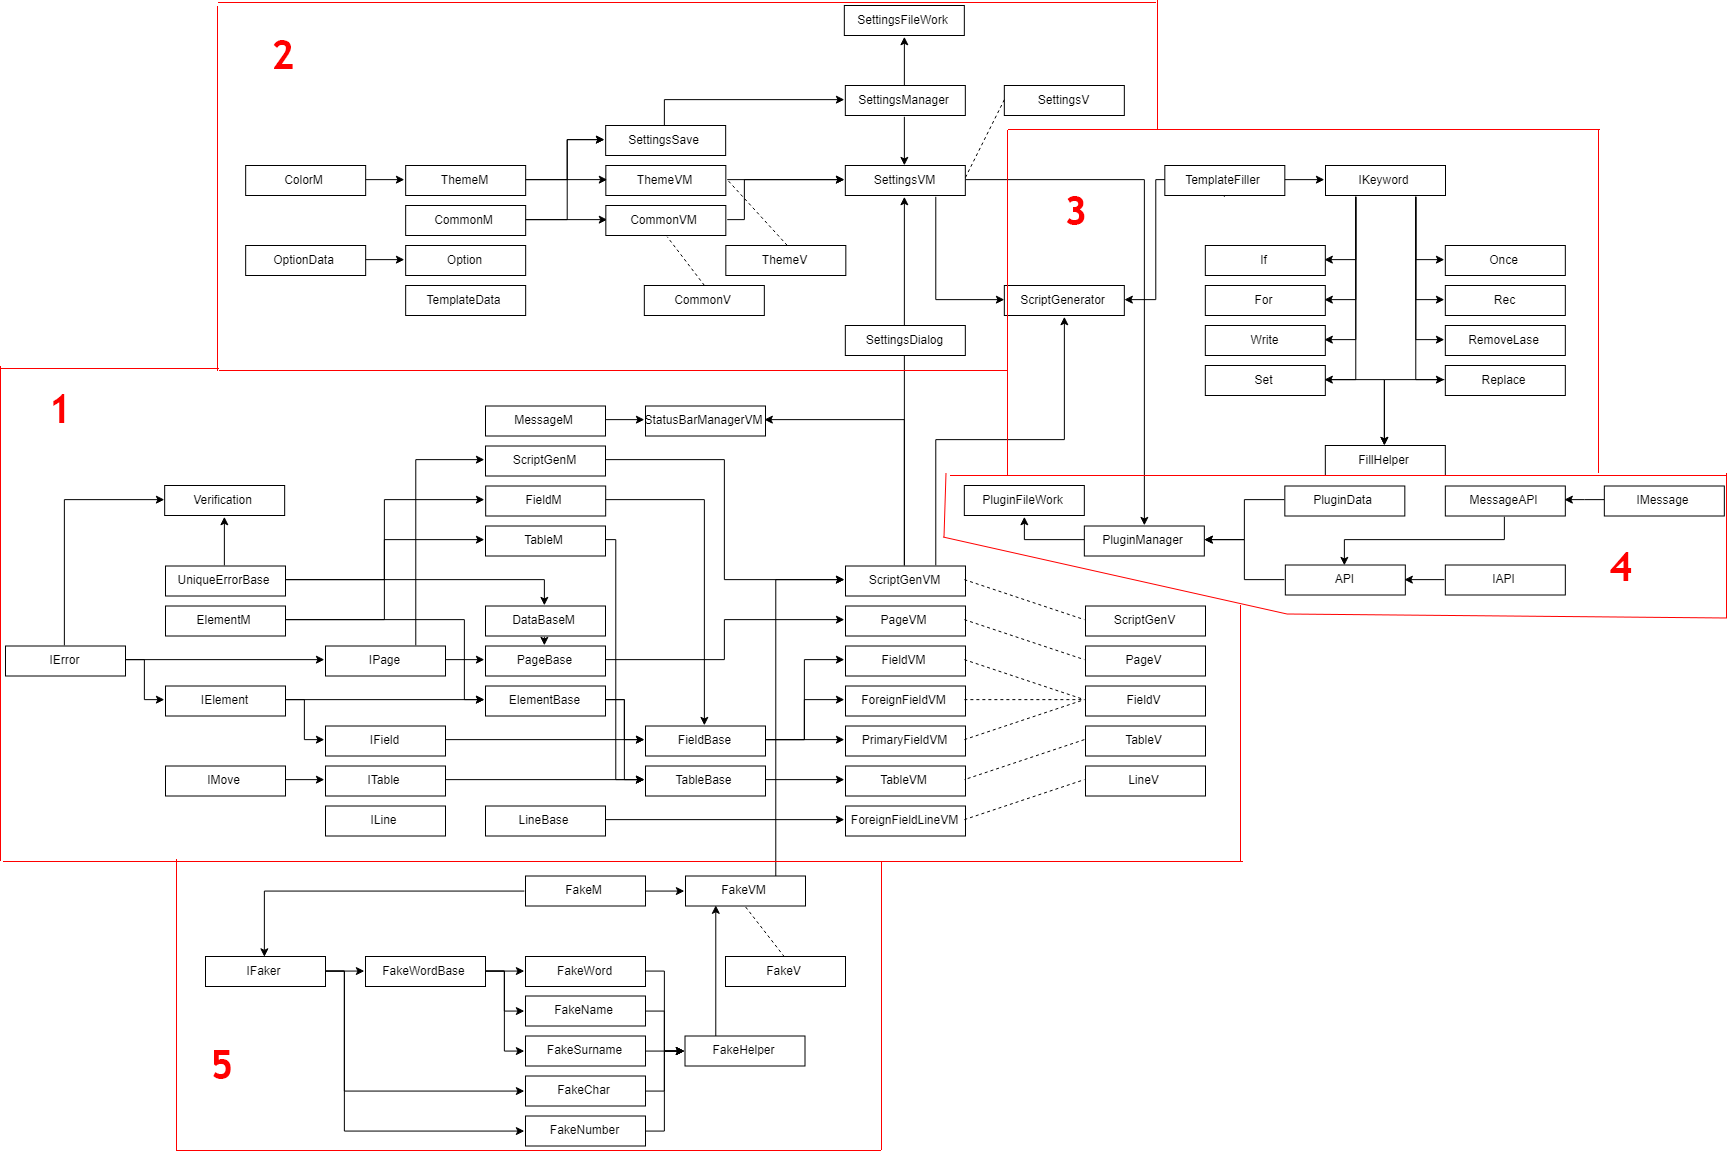 SettingsFileWork
2
SettingsManager
SettingsV
SettingsSave
ColorM
ThemeM
ThemeVM
SettingsVM
TemplateFiller
IKeyword
3
CommonM
CommonVM
OptionData
Option
ThemeV
If
Once
TemplateData
CommonV
ScriptGenerator
For
Rec
SettingsDialog
Write
RemoveLase
Set
Replace
1
MessageM
StatusBarManagerVM
ScriptGenM
FillHelper
Verification
FieldM
PluginFileWork
PluginData
MessageAPI
IMessage
TableM
PluginManager
4
UniqueErrorBase
ScriptGenVM
API
IAPI
ElementM
DataBaseM
PageVM
ScriptGenV
IError
IPage
PageBase
FieldVM
PageV
IElement
ElementBase
ForeignFieldVM
FieldV
IField
FieldBase
PrimaryFieldVM
TableV
IMove
ITable
TableBase
TableVM
LineV
ILine
LineBase
ForeignFieldLineVM
FakeM
FakeVM
IFaker
FakeWordBase
FakeWord
FakeV
FakeName
5
FakeSurname
FakeHelper
FakeChar
FakeNumber